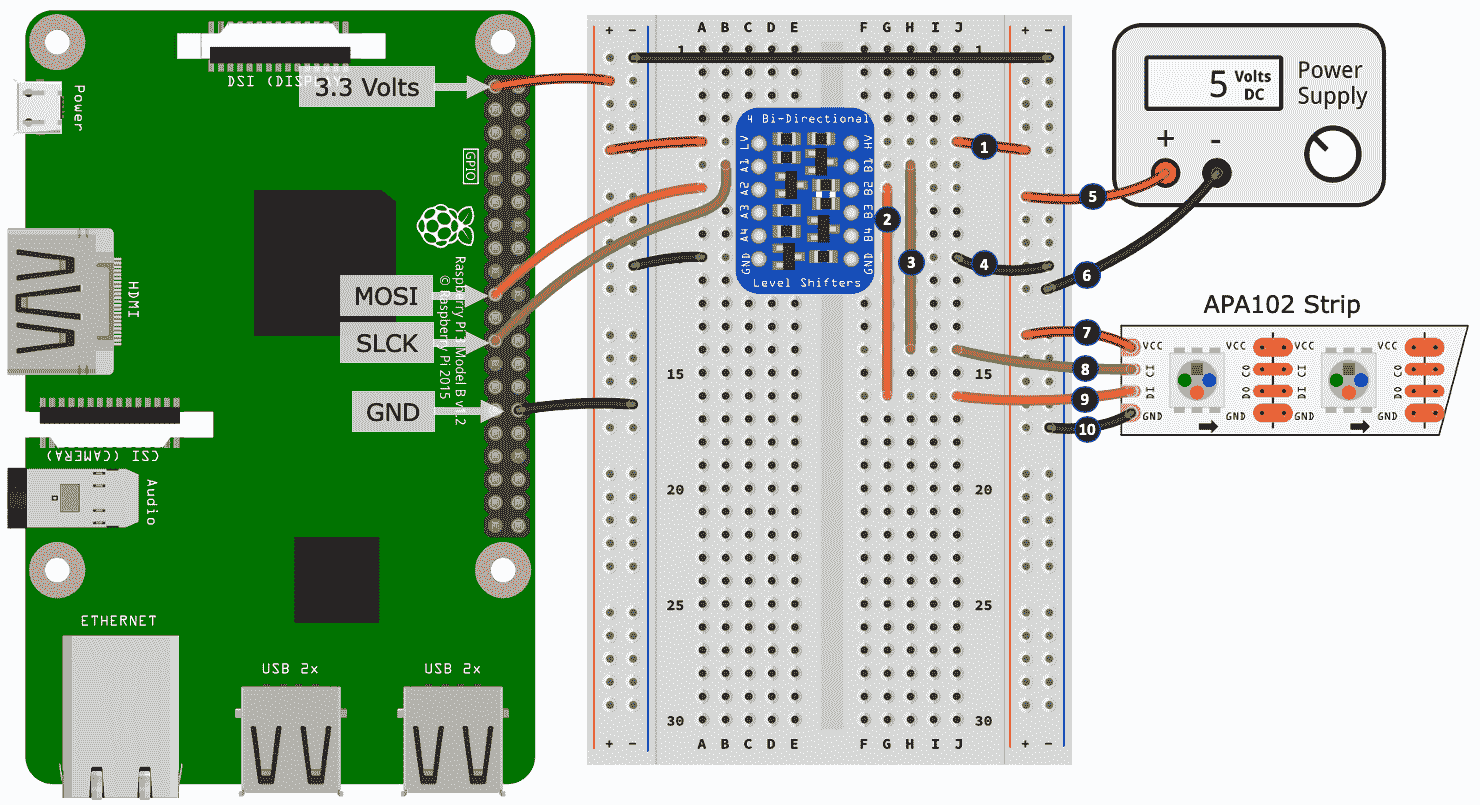 DSI (DISPLAY)
3.3 Volts
Power
GPIO
HDMI
MOSI
SLCK
GND
Raspberry Pi 3 Model B v1.2
© Raspberry Pi 2015
CSI (CAMERA)
Audio
ETHERNET
USB 2x
USB 2x
+ -
A B C D E
F G H I J
+ -
1
1
4 Bi-Directional
LV
A1
A2
A3
A4
GND
HV
B1
B2
B3
B4
GND
Level Shifters
15
15
20
20
25
25
30
30
+ -
A B C D E
F G H I J
+ -
1
2
3
4
5
6
7
8
9
10
5 Volts
DC
Power
Supply
+ -
APA102 Strip
VCC
CI
DI
GND
VCC
CO
DO
GND
VCC
CI
DI
GND
VCC
CO
DO
GND